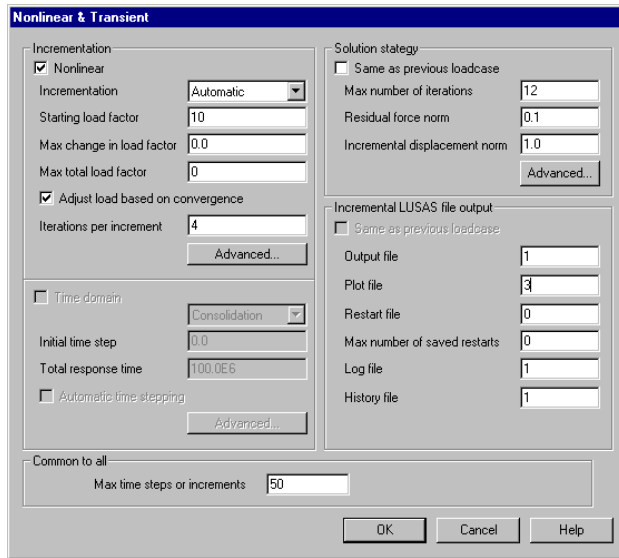 Nonlinear & Transient
Incrementation
Nonlinear
Incrementation Automatic
Starting load factor 10
Max change in load factor 0.0
Max total load factor 0
Adjust load based on convergence
Iterations per increment 4
Advanced...
Time domain
Consolidation
Initial time step 0.0
Total response time 100.0E6
Automatic time stepping
Advanced...
Solution stategy
Same as previous loadcase
Max number of iterations 12
Residual force norm 0.1
Incremental displacement norm 1.0
Advanced...
Incremental LUSAS file output
Same as previous loadcase
Output file 1
Plot file 3
Restart file 0
Max number of saved restarts 0
Log file 1
History file 1
Common to all
Max time steps or increments 50
OK Cancel Help